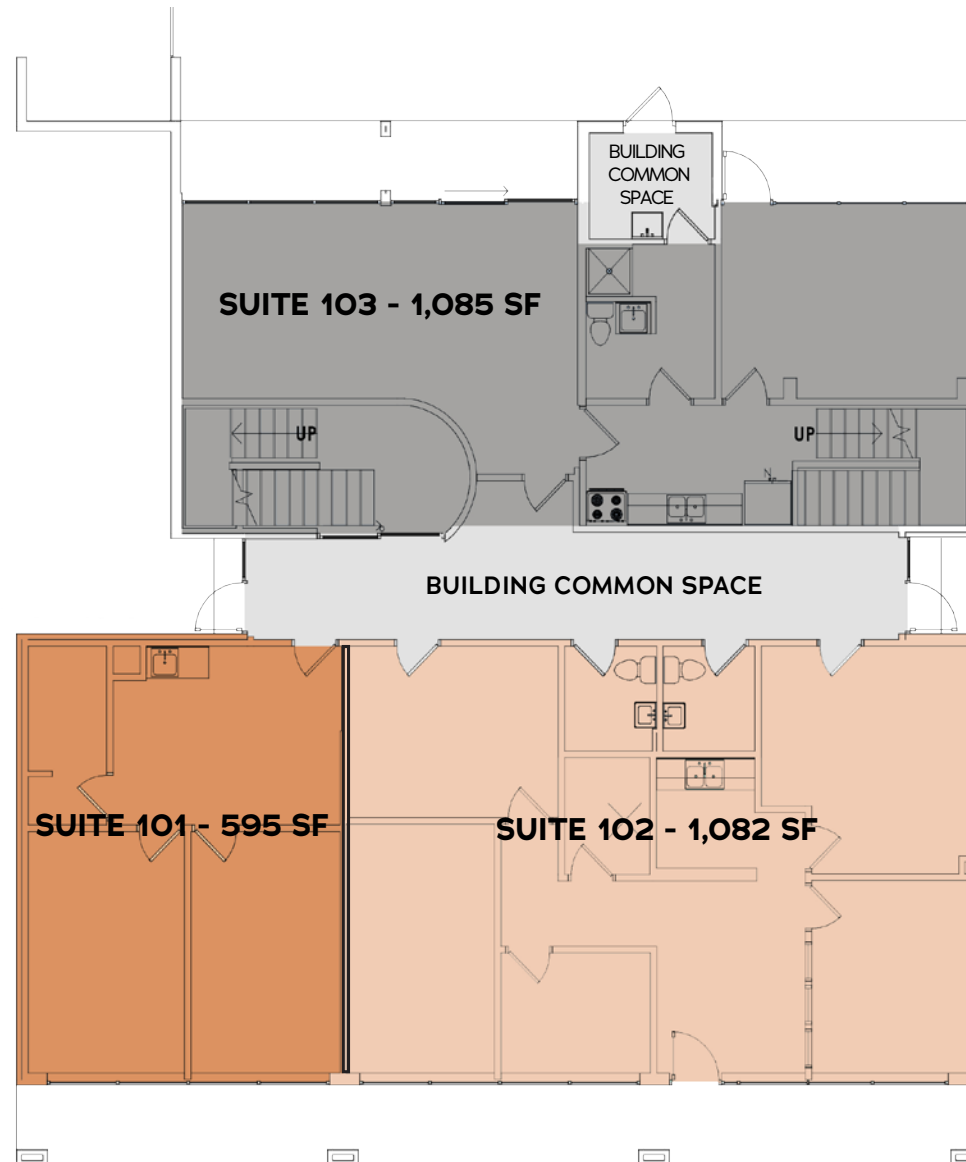 BUILDING
COMMON
SPACE
SUITE 103 - 1,085 SF
UP
UP
N
BUILDING COMMON SPACE
SUITE 101 - 595 SF
SUITE 102 - 1,082 SF